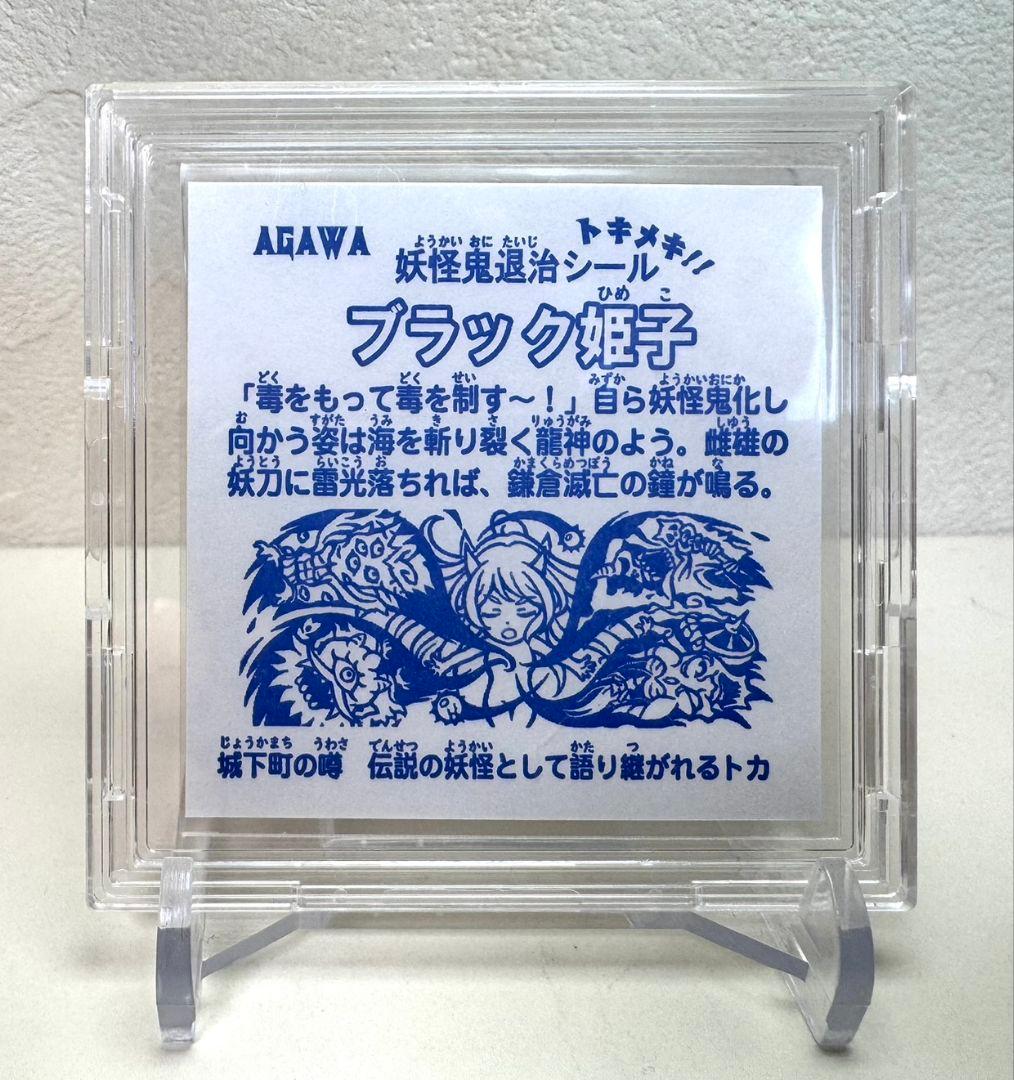 AGAWA
妖怪鬼退治シール トキメキ!!
ブラック姫子
「毒をもって毒を制す～！」自ら妖怪鬼化し
向かう姿は海を斬り裂く龍神のよう。雌雄の
妖刀に雷光落ちれば、鎌倉滅亡の鐘が鳴る。
城下町の噂　伝説の妖怪として語り継がれるトカ